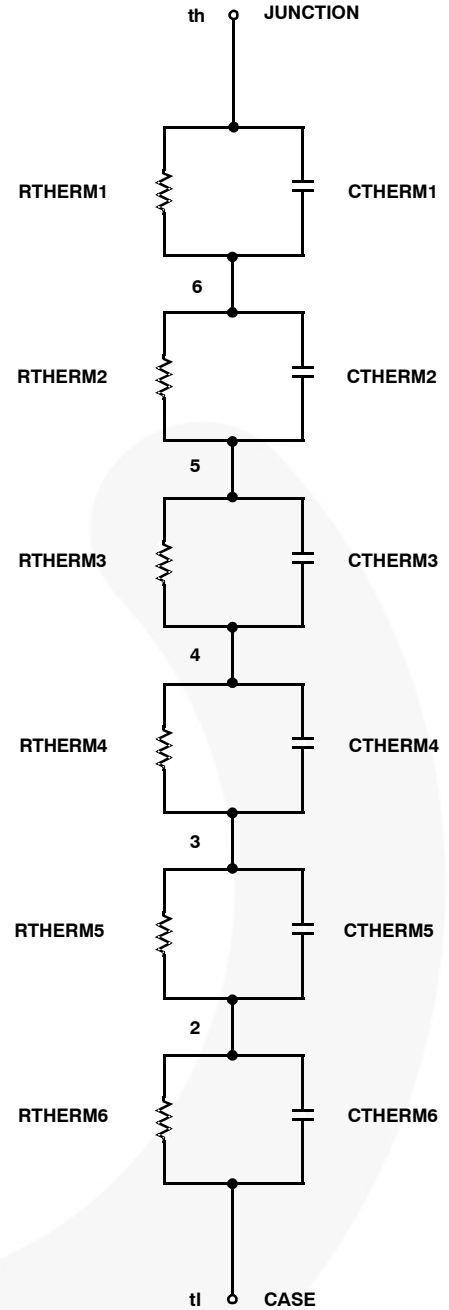 th JUNCTION
RTHERM1 CTHERM1
6
RTHERM2 CTHERM2
5
RTHERM3 CTHERM3
4
RTHERM4 CTHERM4
3
RTHERM5 CTHERM5
2
RTHERM6 CTHERM6
tl CASE